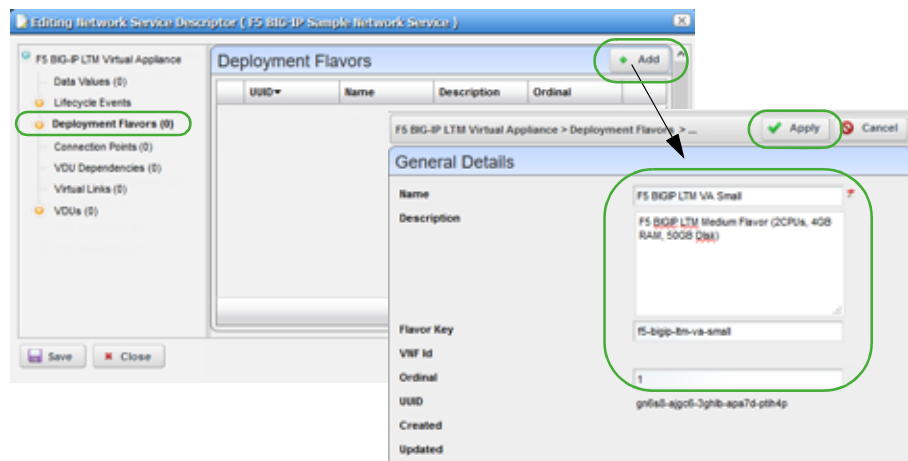 Editing Network Service Descriptor ( F5 BIG-IP Sample Network Service )
F5 BIG-IP LTM Virtual Appliance
Data Values (0)
Lifecycle Events
Deployment Flavors (0)
Connection Points (0)
VDU Dependencies (0)
Virtual Links (0)
VDUs (0)
Deployment Flavors
Add
UUID Name Description Ordinal
Save Close
F5 BIG-IP LTM Virtual Appliance > Deployment Flavors > ...
Apply Cancel
General Details
Name F5 BIGIP LTM VA Small
Description F5 BIGIP LTM Medium Flavor (2CPUs, 4GB
RAM, 50GB Disk)
Flavor Key f5-bigip-ltm-va-small
VNF Id
Ordinal 1
UUID gn6s8-ajgc6-3ghlb-apa7d-ptih4p
Created
Updated